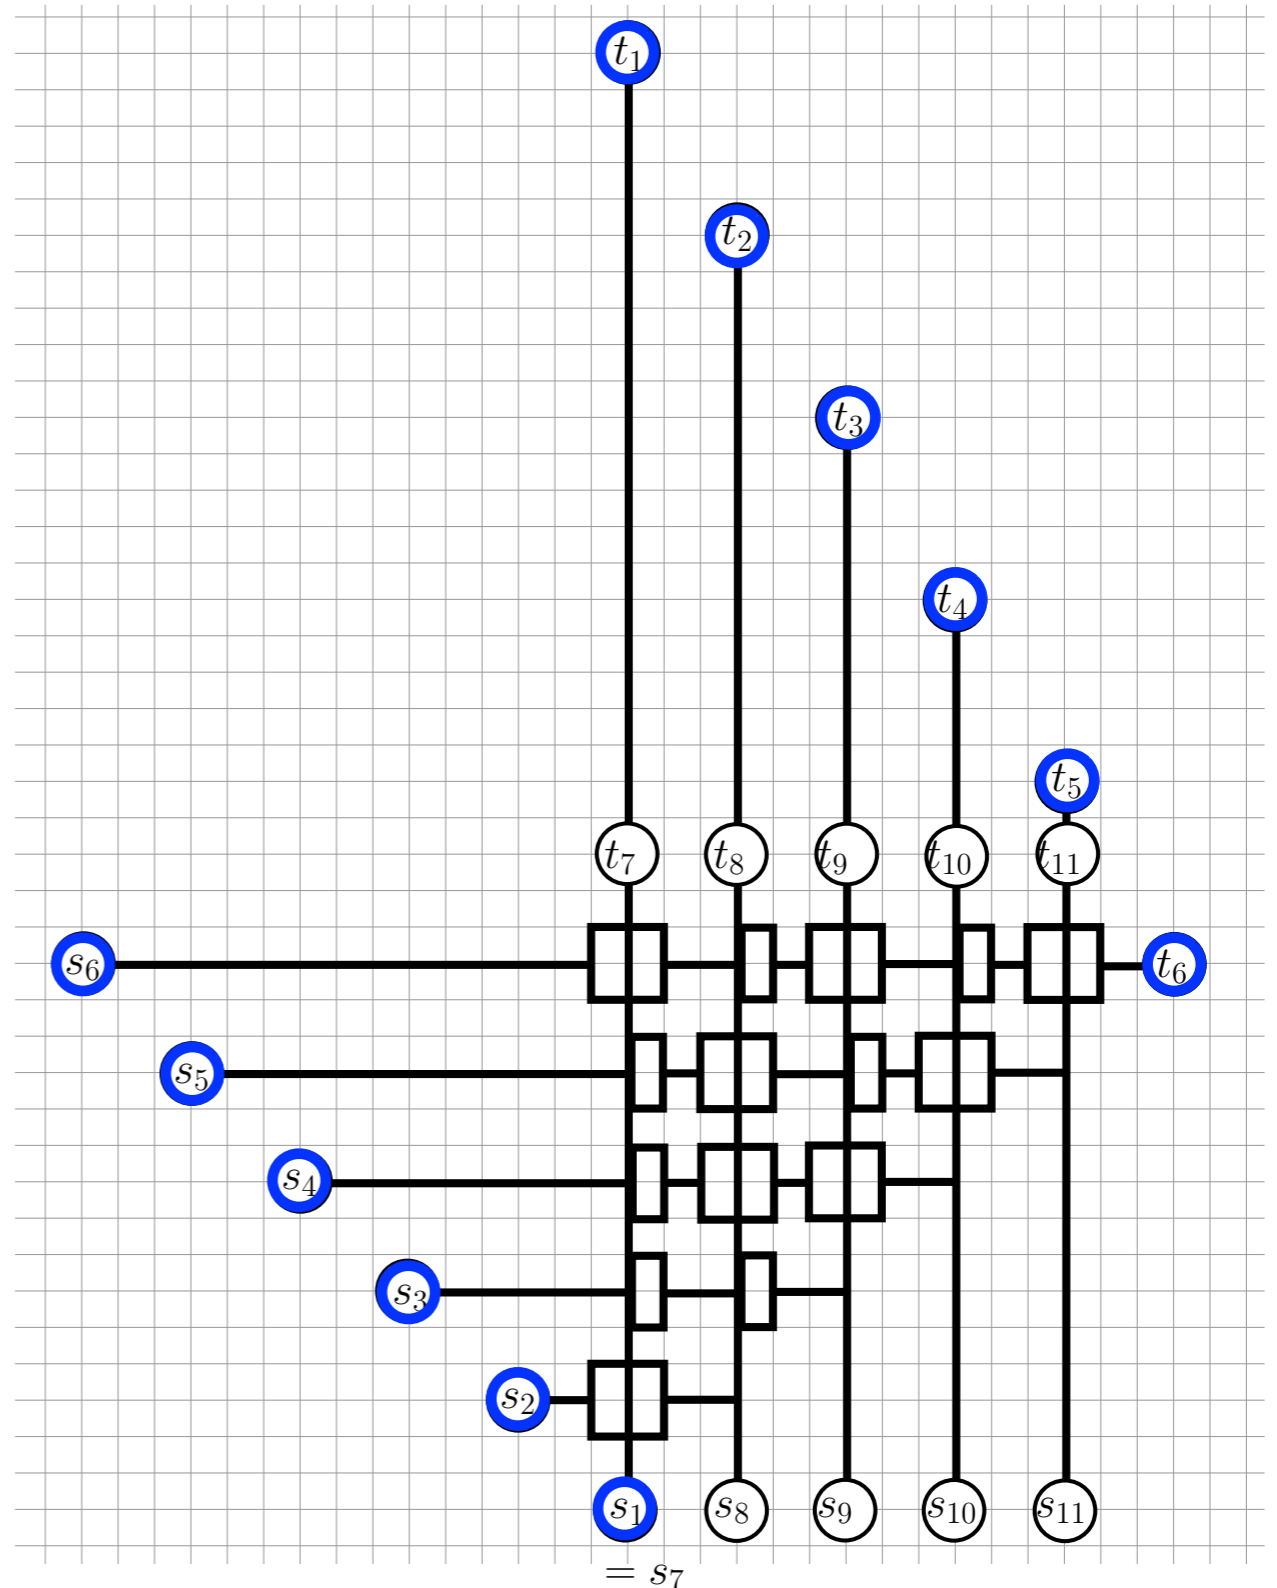 t₁
t₂
t₃
t₄
t₅
t₇ t₈ t₉ t₁₀ t₁₁
s₆ t₆
s₅
s₄
s₃
s₂
s₁ s₈ s₉ s₁₀ s₁₁
= s₇